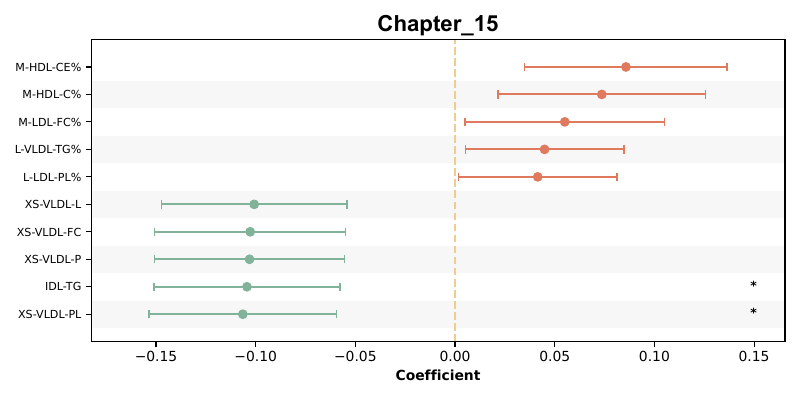 Chapter_15
M-HDL-CE%
M-HDL-C%
M-LDL-FC%
L-VLDL-TG%
L-LDL-PL%
XS-VLDL-L
XS-VLDL-FC
XS-VLDL-P
IDL-TG *
XS-VLDL-PL *
−0.15 −0.10 −0.05 0.00 0.05 0.10 0.15
Coefficient